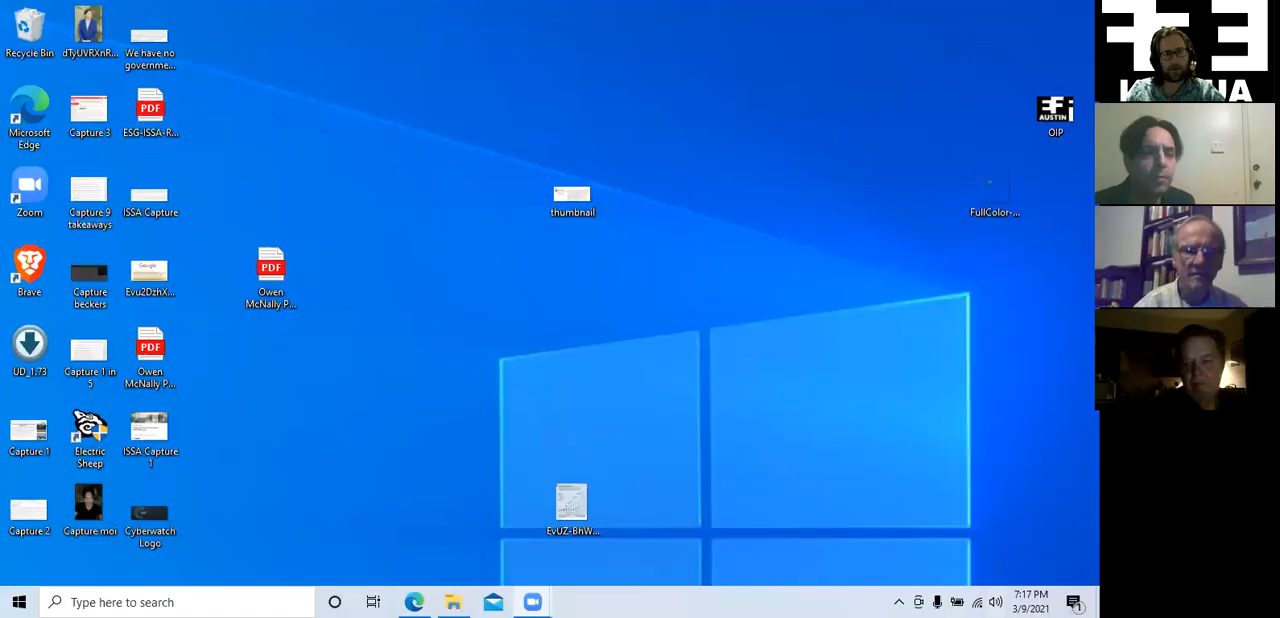 Recycle Bin
dTyUVRXnR...
We have no
governme...
Microsoft
Edge
Capture 3
PDF
ESG-ISSA-R...
Zoom
Capture 9
takeaways
ISSA Capture
Brave
Capture
beckers
Google
Evu2DzhX...
UD_1.73
Capture 1 in
5
PDF
Owen
McNally P...
Capture 1
Electric
Sheep
ISSA Capture
1
Capture 2
Capture moi
Cyberwatch
Logo
PDF
Owen
McNally P...
thumbnail
EvUZ-BhW...
EFi
AUSTIN
OIP
FullColor-...
Type here to search
7:17 PM
3/9/2021
1